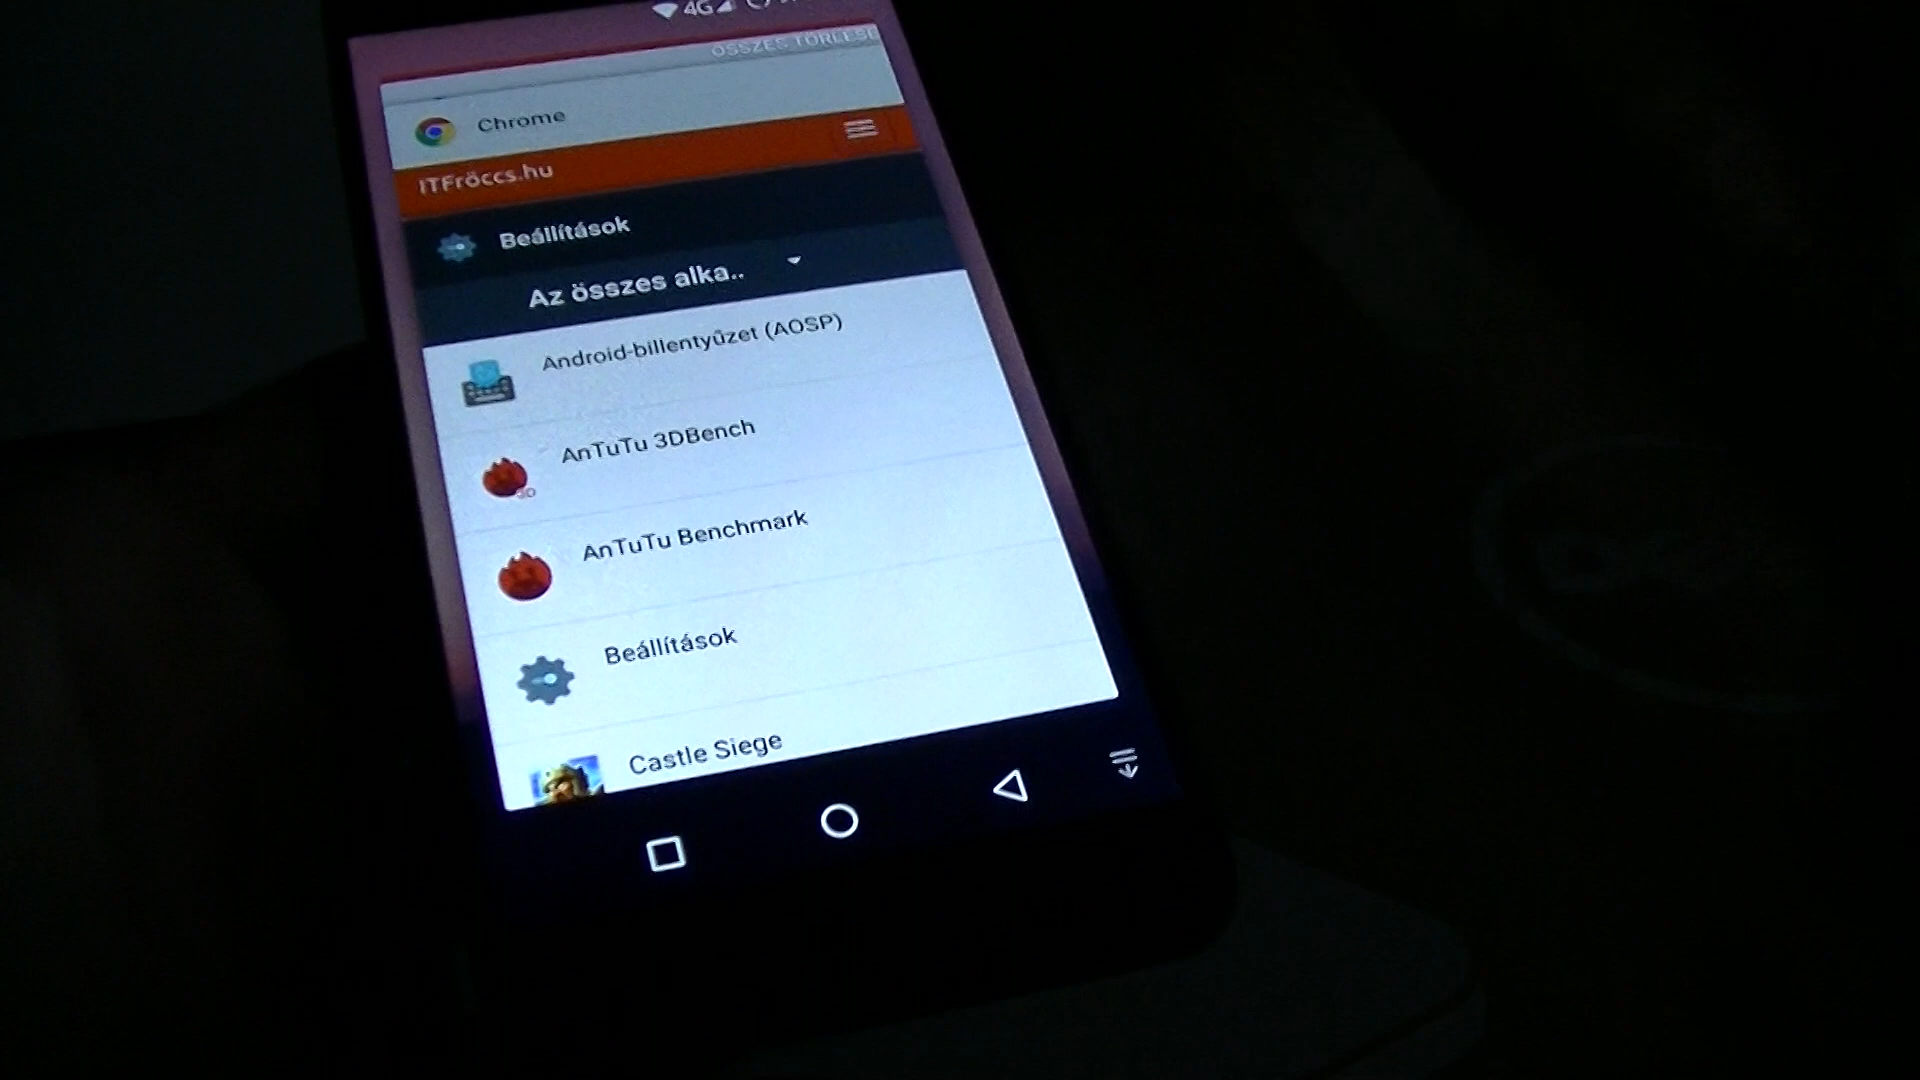 4G
ÖSSZES TÖRLÉSE
Chrome
ITFröccs.hu
Beállítások
Az összes alka..
Android-billentyűzet (AOSP)
AnTuTu 3DBench
3D
AnTuTu Benchmark
Beállítások
Castle Siege